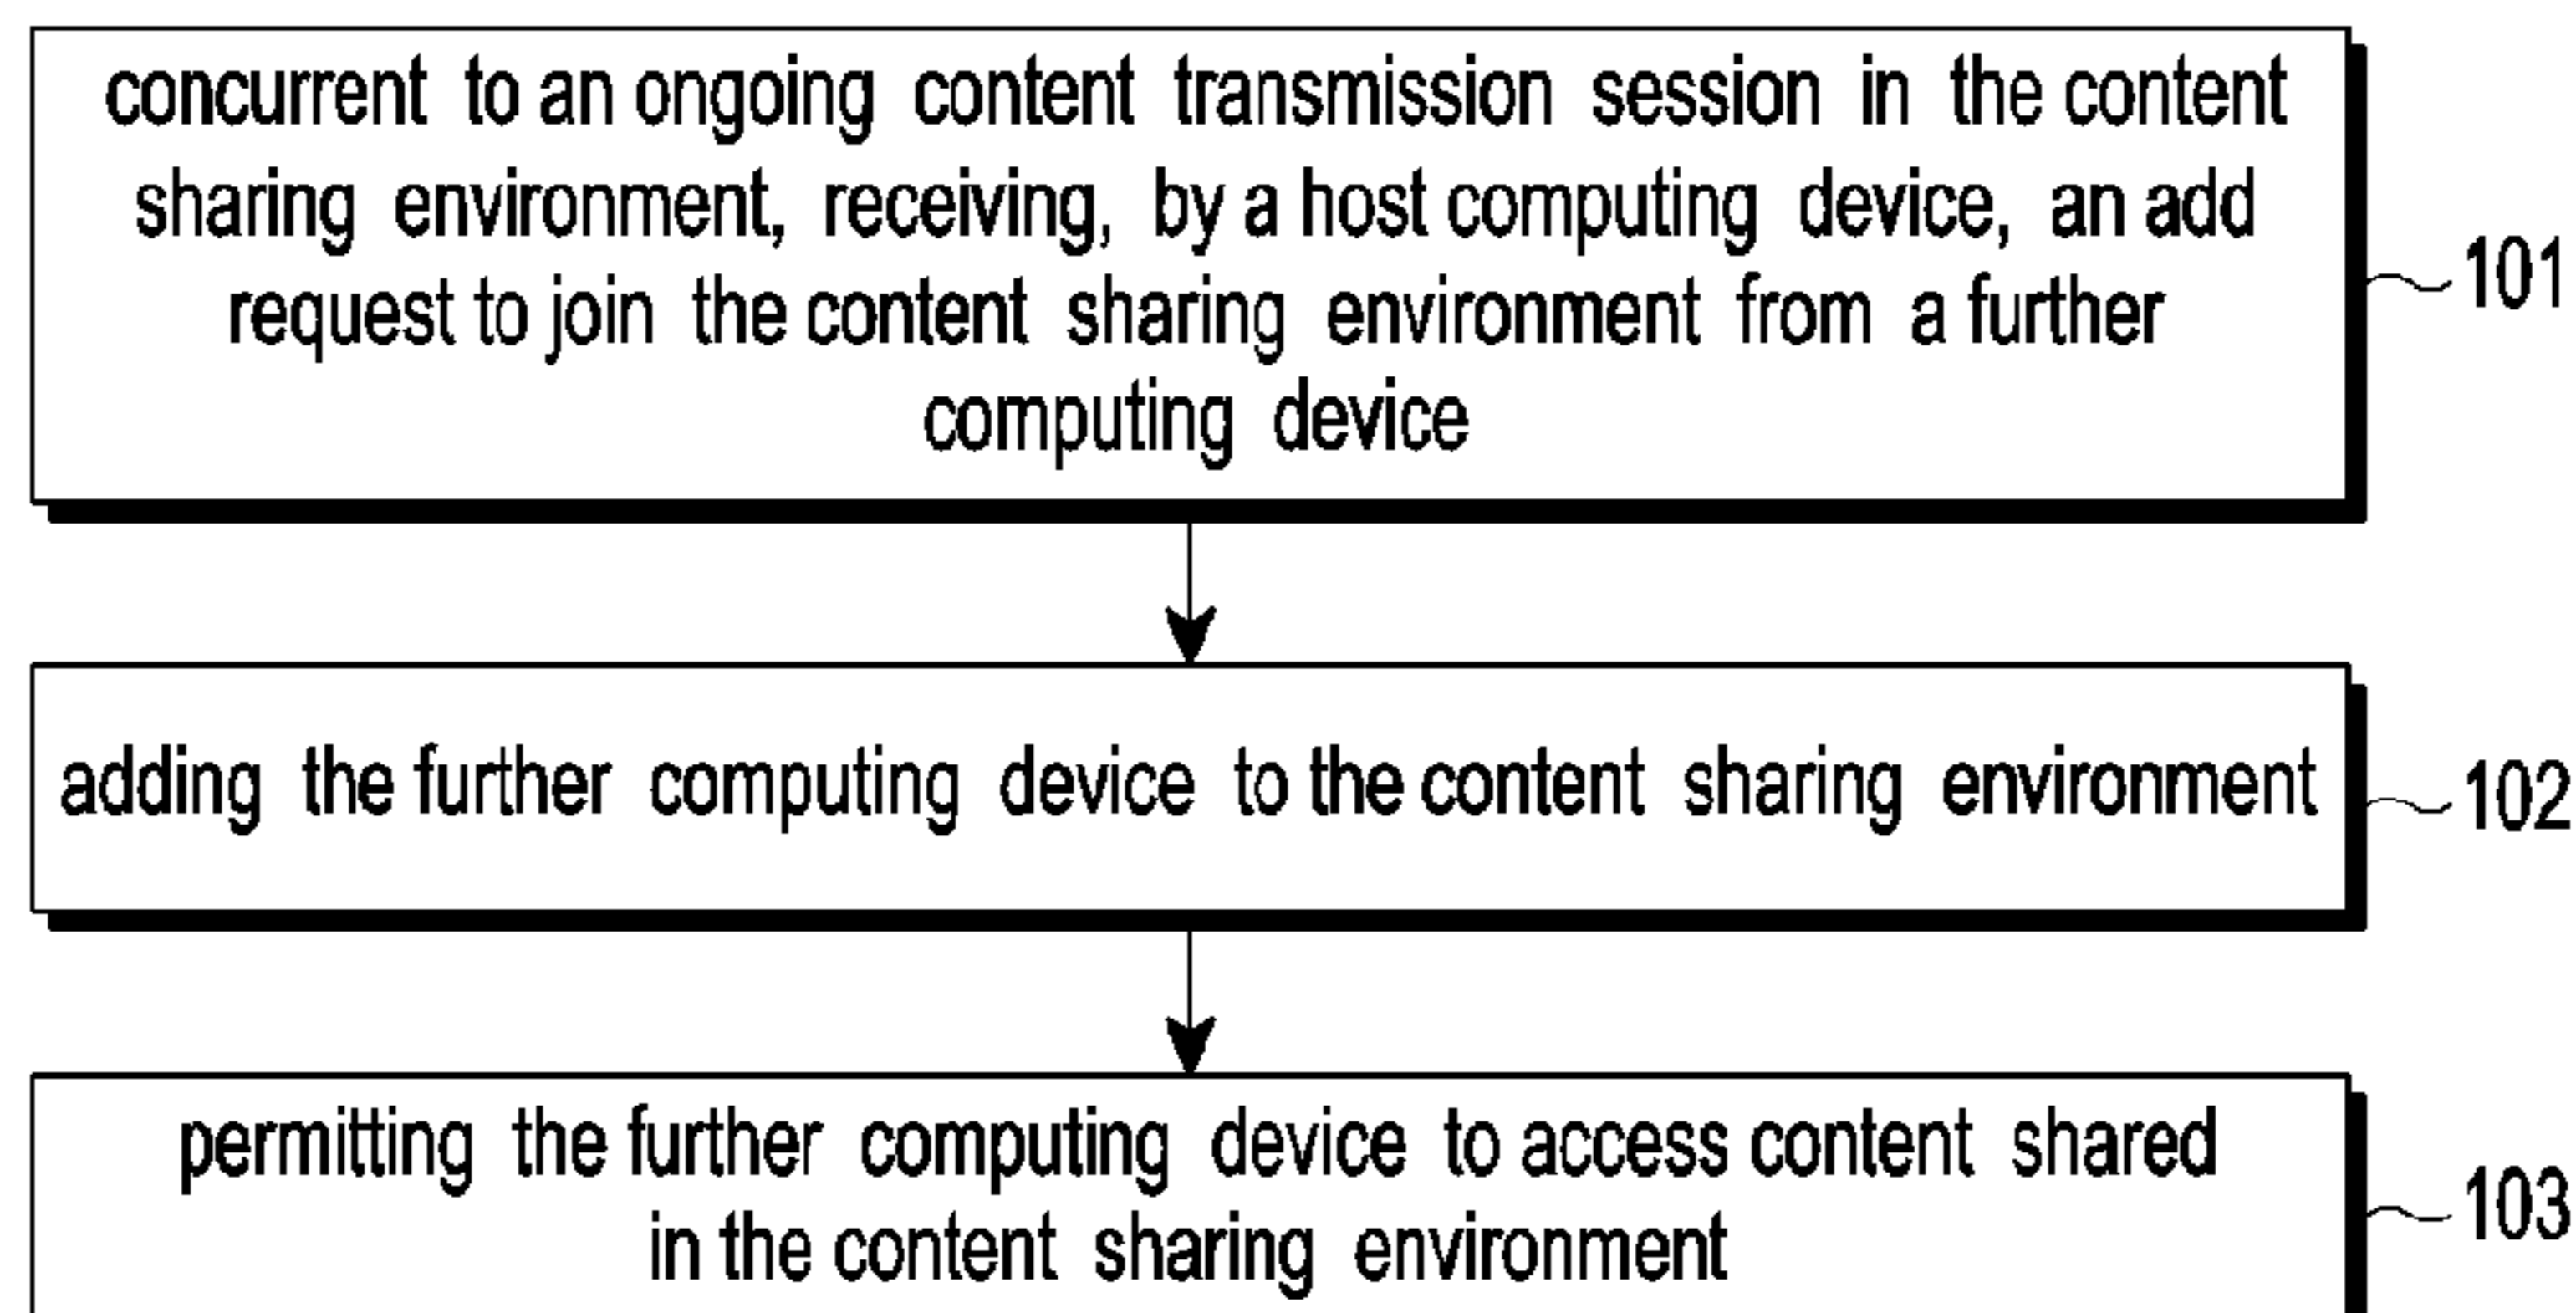 concurrent to an ongoing content transmission session in the content
sharing environment, receiving, by a host computing device, an add
request to join the content sharing environment from a further
computing device
101
adding the further computing device to the content sharing environment
102
permitting the further computing device to access content shared
in the content sharing environment
103